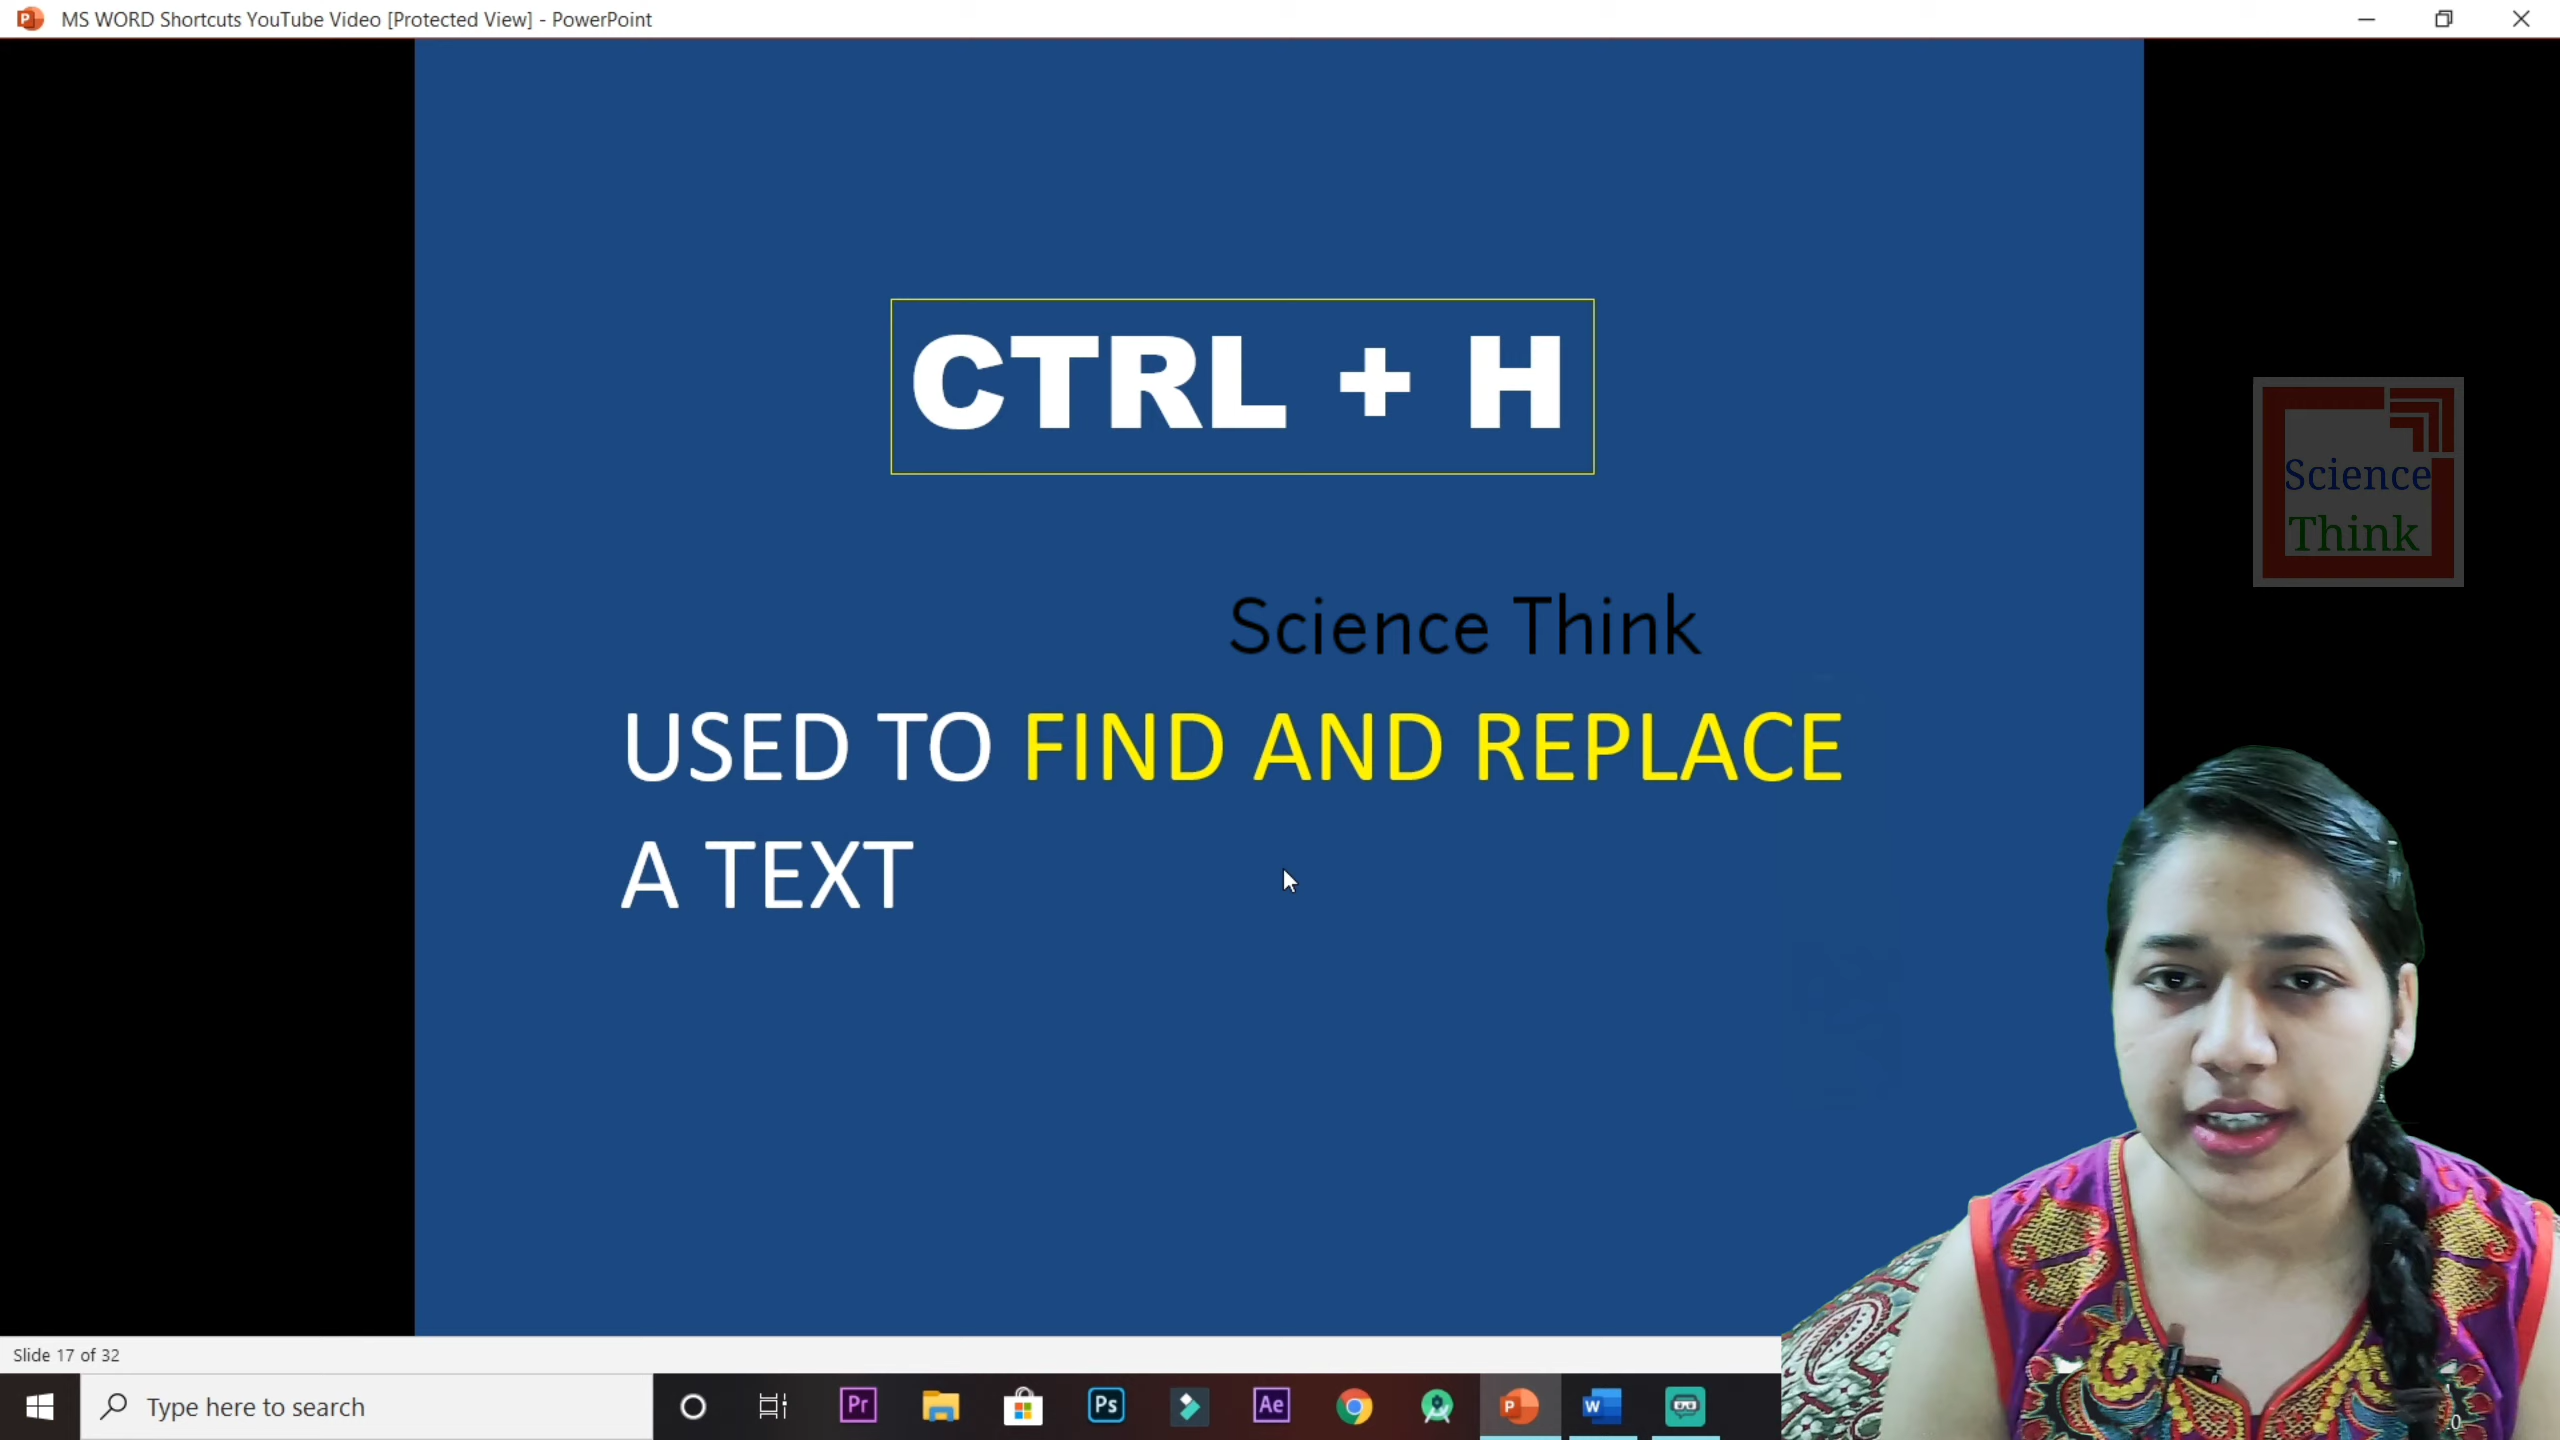 MS WORD Shortcuts YouTube Video [Protected View] - PowerPoint
CTRL + H
Science
Think
Science Think
USED TO FIND AND REPLACE
A TEXT
Slide 17 of 32
Type here to search
Pr
Ps
Ae
P
W